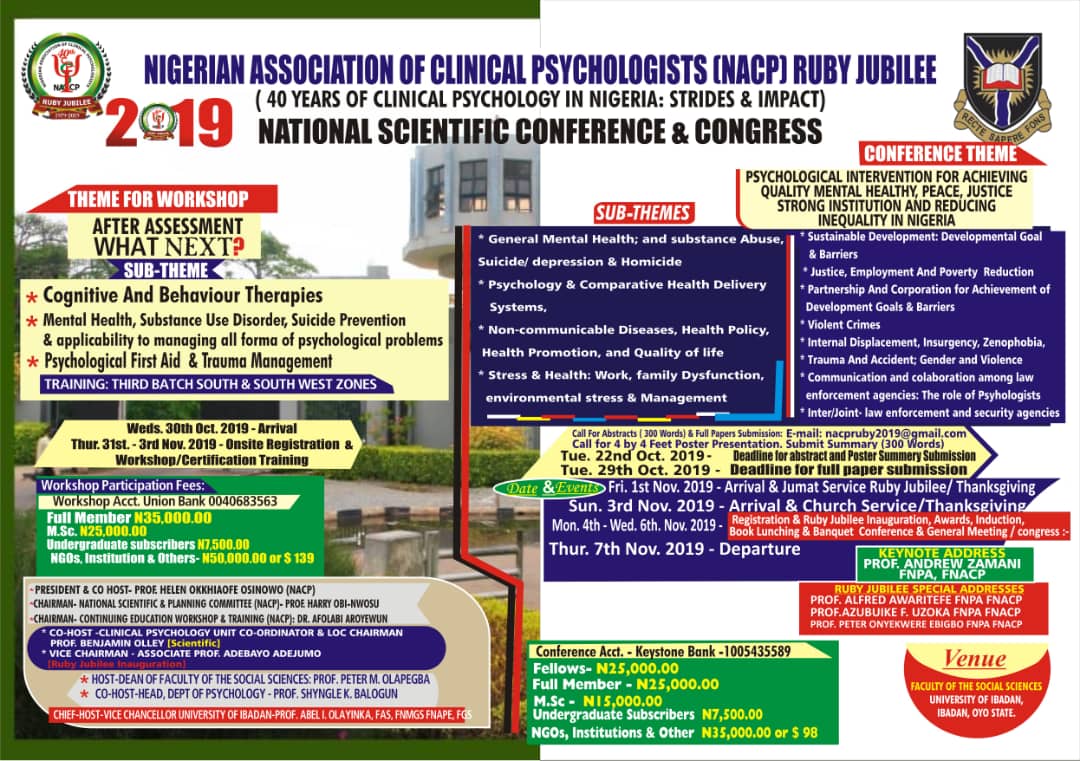 NIGERIAN ASSOCIATION OF CLINICAL PSYCHOLOGISTS (NACP) RUBY JUBILEE
( 40 YEARS OF CLINICAL PSYCHOLOGY IN NIGERIA: STRIDES & IMPACT)
NATIONAL SCIENTIFIC CONFERENCE & CONGRESS
40th
NACP
RUBY JUBILEE
1979-2019
2019
RECTE SAPERE FONS
THEME FOR WORKSHOP
AFTER ASSESSMENT
WHAT NEXT?
SUB-THEME
* Cognitive And Behaviour Therapies
* Mental Health, Substance Use Disorder, Suicide Prevention
& applicability to managing all forma of psychological problems
* Psychological First Aid & Trauma Management
TRAINING: THIRD BATCH SOUTH & SOUTH WEST ZONES
Weds. 30th Oct. 2019 - Arrival
Thur. 31st. - 3rd Nov. 2019 - Onsite Registration &
Workshop/Certification Training
Workshop Participation Fees:
Workshop Acct. Union Bank 0040683563
Full Member N35,000.00
M.Sc. N25,000.00
Undergraduate subscribers N7,500.00
NGOs, Institution & Others- N50,000.00 or $ 139
PRESIDENT & CO HOST- PROF. HELEN OKKHIAOFE OSINOWO (NACP)
CHAIRMAN- NATIONAL SCIENTIFIC & PLANNING COMMITTEE (NACP)- PROF. HARRY OBI-NWOSU
CHAIRMAN- CONTINUING EDUCATION WORKSHOP & TRAINING (NACP): DR. AFOLABI AROYEWUN
* CO-HOST -CLINICAL PSYCHOLOGY UNIT CO-ORDINATOR & LOC CHAIRMAN
PROF. BENJAMIN OLLEY [Scientific]
* VICE CHAIRMAN - ASSOCIATE PROF. ADEBAYO ADEJUMO
[Ruby Jubilee Inauguration]
* HOST-DEAN OF FACULTY OF THE SOCIAL SCIENCES: PROF. PETER M. OLAPEGBA
* CO-HOST-HEAD, DEPT OF PSYCHOLOGY - PROF. SHYNGLE K. BALOGUN
CHIEF-HOST-VICE CHANCELLOR UNIVERSITY OF IBADAN-PROF. ABEL I. OLAYINKA, FAS, FNMGS FNAPE, FGS
CONFERENCE THEME
PSYCHOLOGICAL INTERVENTION FOR ACHIEVING
QUALITY MENTAL HEALTHY, PEACE, JUSTICE
STRONG INSTITUTION AND REDUCING
INEQUALITY IN NIGERIA
SUB-THEMES
* General Mental Health; and substance Abuse,
Suicide/ depression & Homicide
* Psychology & Comparative Health Delivery
Systems,
* Non-communicable Diseases, Health Policy,
Health Promotion, and Quality of life
* Stress & Health: Work, family Dysfunction,
environmental stress & Management
* Sustainable Development: Developmental Goal
& Barriers
* Justice, Employment And Poverty Reduction
* Partnership And Corporation for Achievement of
Development Goals & Barriers
* Violent Crimes
* Internal Displacement, Insurgency, Zenophobia,
* Trauma And Accident; Gender and Violence
* Communication and colaboration among law
enforcement agencies: The role of Psyhologists
* Inter/Joint- law enforcement and security agencies
Call For Abstracts ( 300 Words) & Full Papers Submission: E-mail: nacpruby2019@gmail.com
Call for 4 by 4 Feet Poster Presentation. Submit Summary (300 Words)
Tue. 22nd Oct. 2019 - Deadline for abstract and Poster Summery Submission
Tue. 29th Oct. 2019 - Deadline for full paper submission
Date & Events
Fri. 1st Nov. 2019 - Arrival & Jumat Service Ruby Jubilee/ Thanksgiving
Sun. 3rd Nov. 2019 - Arrival & Church Service/Thanksgiving
Mon. 4th - Wed. 6th. Nov. 2019 - Registration & Ruby Jubilee Inauguration, Awards, Induction,
Book Lunching & Banquet Conference & General Meeting / congress :-
Thur. 7th Nov. 2019 - Departure
KEYNOTE ADDRESS
PROF. ANDREW ZAMANI
FNPA, FNACP
RUBY JUBILEE SPECIAL ADDRESSES
PROF. ALFRED AWARITEFE FNPA FNACP
PROF.AZUBUIKE F. UZOKA FNPA FNACP
PROF. PETER ONYEKWERE EBIGBO FNPA FNACP
Conference Acct. - Keystone Bank -1005435589
Fellows- N25,000.00
Full Member - N25,000.00
M.Sc - N15,000.00
Undergraduate Subscribers N7,500.00
NGOs, Institutions & Other N35,000.00 or $ 98
Venue
FACULTY OF THE SOCIAL SCIENCES
UNIVERSITY OF IBADAN,
IBADAN, OYO STATE.